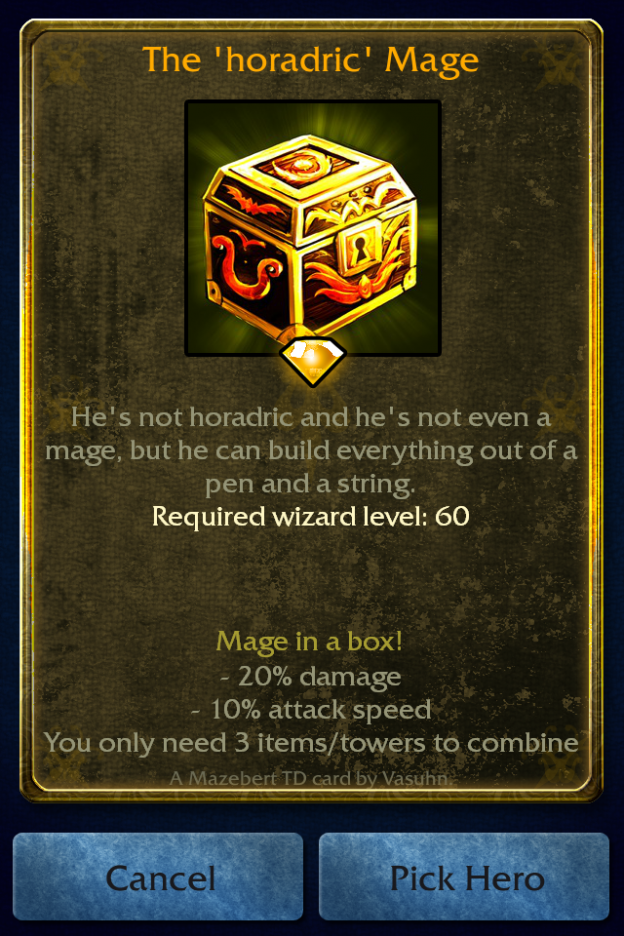 The 'horadric' Mage
He's not horadric and he's not even a
mage, but he can build everything out of a
pen and a string.
Required wizard level: 60
Mage in a box!
- 20% damage
- 10% attack speed
You only need 3 items/towers to combine
A Mazebert TD card by Vasuhn.
Cancel
Pick Hero